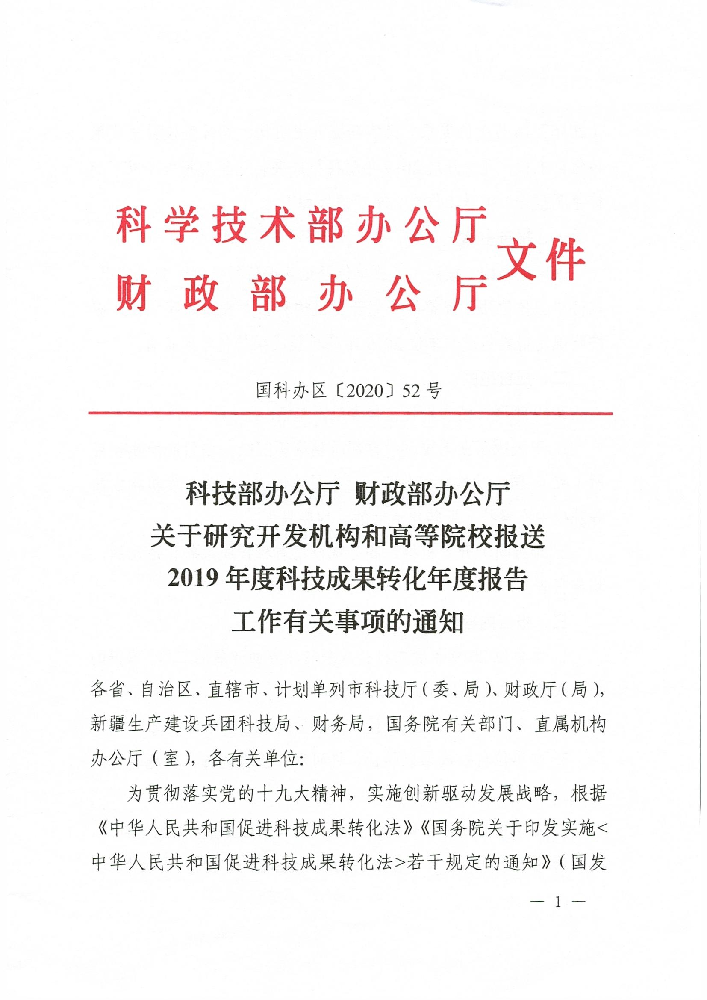 科学技术部办公厅
财政部办公厅
文件
国科办区〔2020〕52号
科技部办公厅 财政部办公厅
关于研究开发机构和高等院校报送
2019年度科技成果转化年度报告
工作有关事项的通知
各省、自治区、直辖市、计划单列市科技厅(委、局)、财政厅(局),
新疆生产建设兵团科技局、财务局，国务院有关部门、直属机构
办公厅(室)，各有关单位:
为贯彻落实党的十九大精神，实施创新驱动发展战略，根据
《中华人民共和国促进科技成果转化法》《国务院关于印发实施<
中华人民共和国促进科技成果转化法>若干规定的通知》(国发
— 1 —